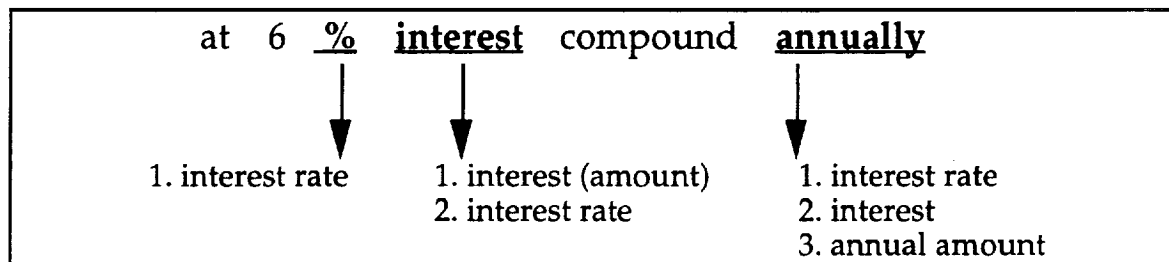 at 6 % interest compound annually
1. interest rate 1. interest (amount) 1. interest rate
2. interest rate 2. interest
3. annual amount